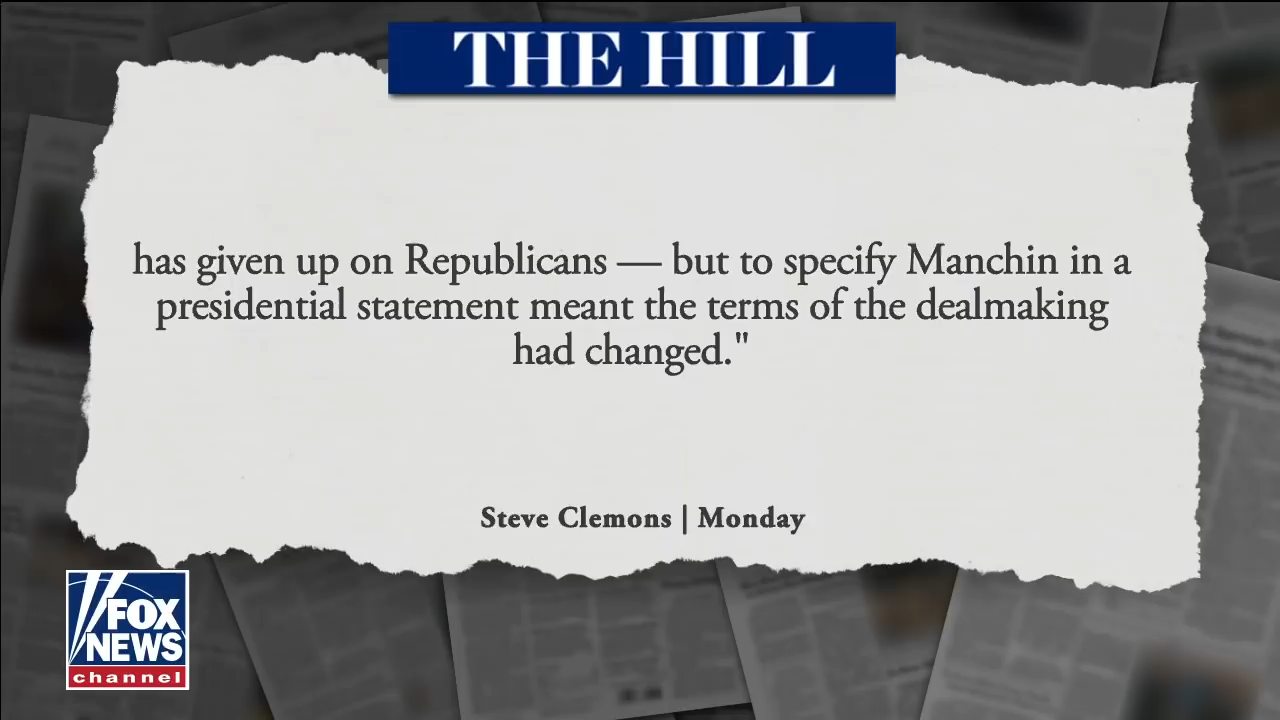 THE HILL
has given up on Republicans — but to specify Manchin in a
presidential statement meant the terms of the dealmaking
had changed."
Steve Clemons | Monday
FOX
NEWS
channel